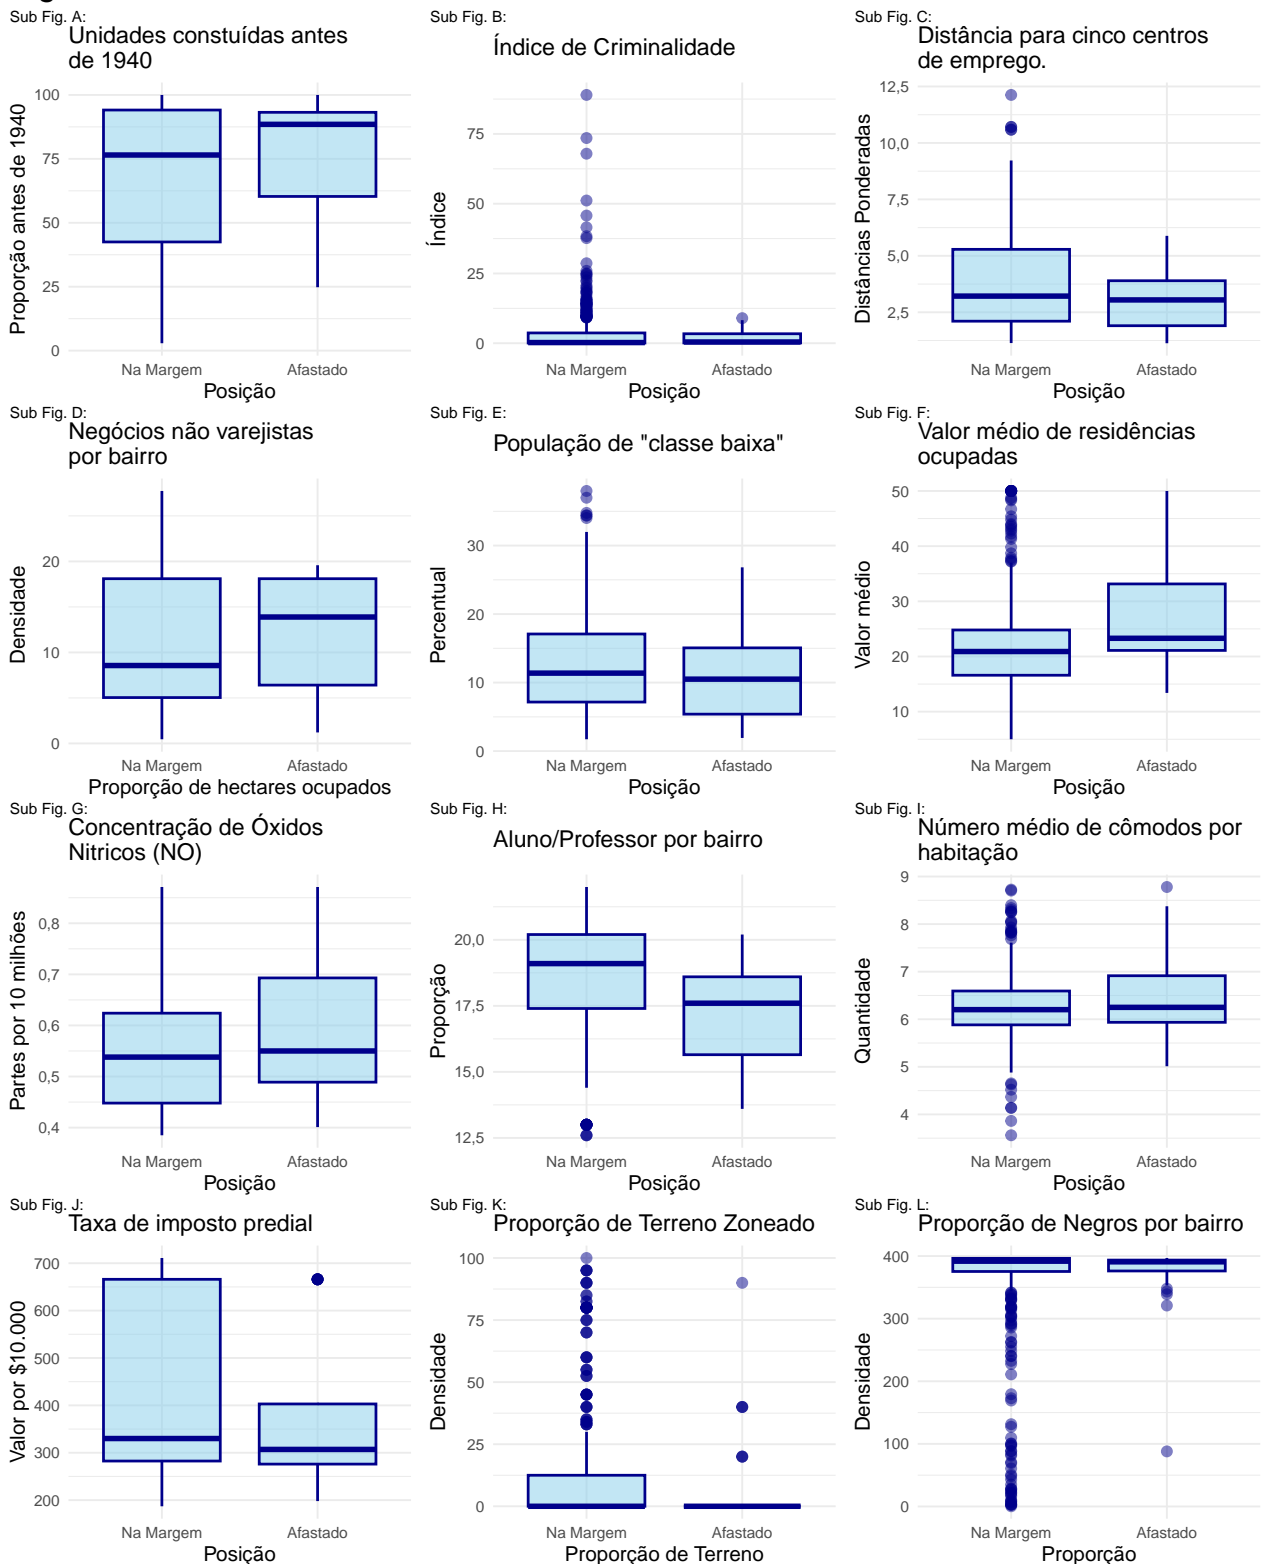 Sub Fig. A:
Unidades constuídas antes
de 1940
Proporção antes de 1940
100
75
50
25
0
Na Margem
Afastado
Posição
Sub Fig. B:
Índice de Criminalidade
Índice
75
50
25
0
Na Margem
Afastado
Posição
Sub Fig. C:
Distância para cinco centros
de emprego.
Distâncias Ponderadas
12,5
10,0
7,5
5,0
2,5
Na Margem
Afastado
Posição
Sub Fig. D:
Negócios não varejistas
por bairro
Densidade
20
10
0
Na Margem
Afastado
Proporção de hectares ocupados
Sub Fig. E:
População de "classe baixa"
Percentual
30
20
10
0
Na Margem
Afastado
Posição
Sub Fig. F:
Valor médio de residências
ocupadas
Valor médio
50
40
30
20
10
Na Margem
Afastado
Posição
Sub Fig. G:
Concentração de Óxidos
Nitricos (NO)
Partes por 10 milhões
0,8
0,7
0,6
0,5
0,4
Na Margem
Afastado
Posição
Sub Fig. H:
Aluno/Professor por bairro
Proporção
20,0
17,5
15,0
12,5
Na Margem
Afastado
Posição
Sub Fig. I:
Número médio de cômodos por
habitação
Quantidade
9
8
7
6
5
4
Na Margem
Afastado
Posição
Sub Fig. J:
Taxa de imposto predial
Valor por $10.000
700
600
500
400
300
200
Na Margem
Afastado
Posição
Sub Fig. K:
Proporção de Terreno Zoneado
Densidade
100
75
50
25
0
Na Margem
Afastado
Proporção de Terreno
Sub Fig. L:
Proporção de Negros por bairro
Densidade
400
300
200
100
0
Na Margem
Afastado
Proporção